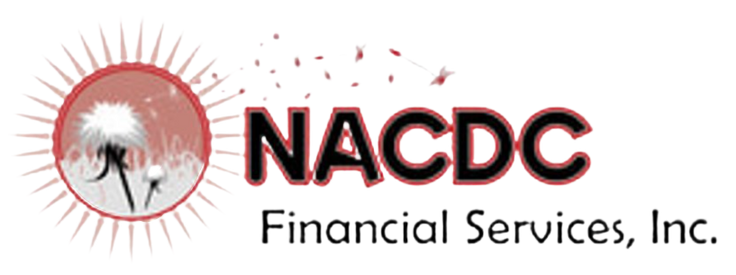 NACDC
Financial Services, Inc.